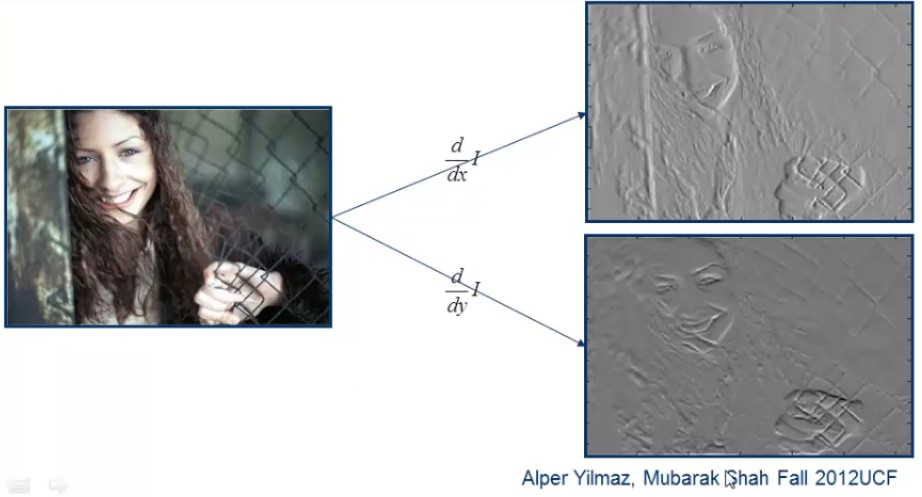 d
dx I
d
dy I
Alper Yilmaz, Mubarak Shah Fall 2012UCF